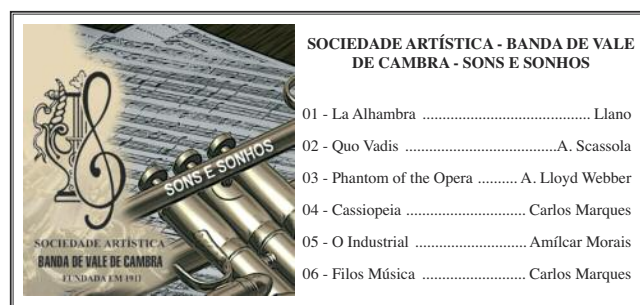 SONS E SONHOS
SOCIEDADE ARTÍSTICA
BANDA DE VALE DE CAMBRA
FUNDADA EM 1911
SOCIEDADE ARTÍSTICA - BANDA DE VALE
DE CAMBRA - SONS E SONHOS
01 - La Alhambra ..................................... Llano
02 - Quo Vadis ..................................A. Scassola
03 - Phantom of the Opera ......... A. Lloyd Webber
04 - Cassiopeia ........................... Carlos Marques
05 - O Industrial ......................... Amílcar Morais
06 - Filos Música ....................... Carlos Marques